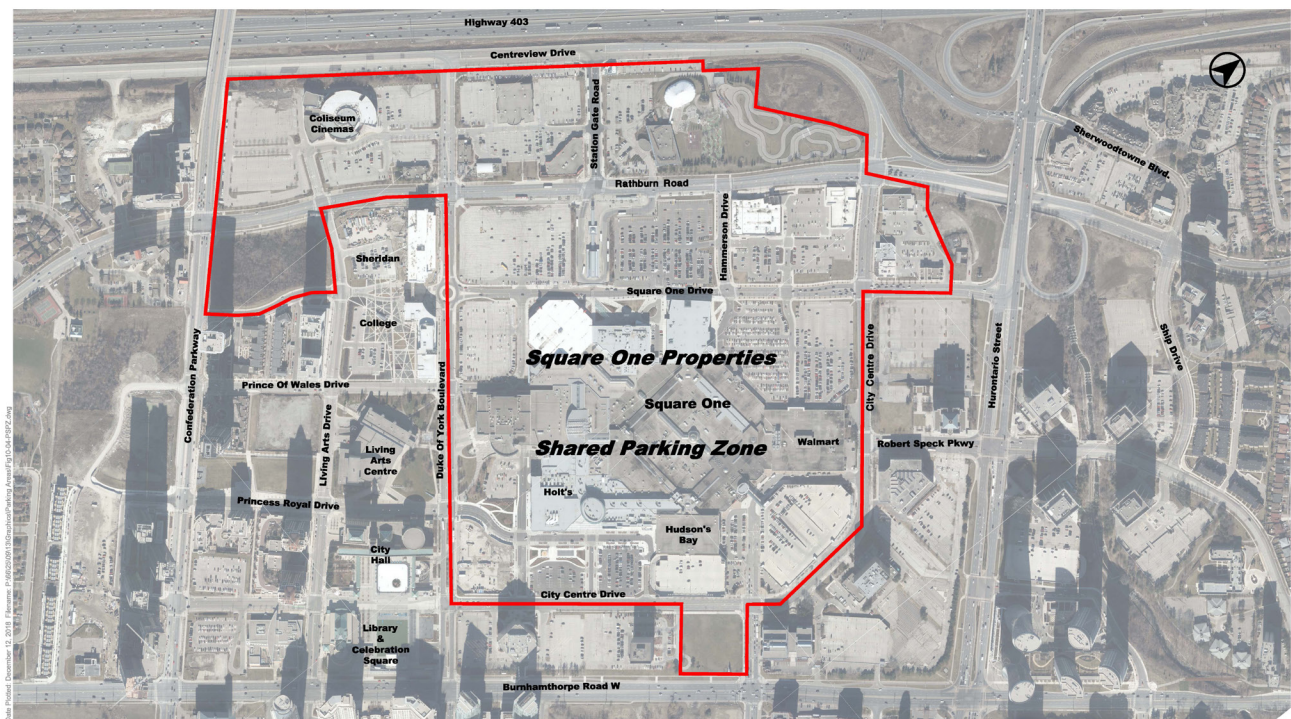 Highway 403
Centreview Drive
Coliseum
Cinemas
Station Gate Road
Sherwoodtowne Blvd.
Rathburn Road
Hammerson Drive
Sheridan
College
Square One Drive
Square One Properties
Square One
Shared Parking Zone
Walmart
City Centre Drive
Hurontario Street
Robert Speck Pkwy
Ship Drive
Confederation Parkway
Prince Of Wales Drive
Living Arts Drive
Living
Arts
Centre
Duke Of York Boulevard
Princess Royal Drive
Holt's
Hudson's
Bay
City
Hall
City Centre Drive
Library
&
Celebration
Square
Burnhamthorpe Road W